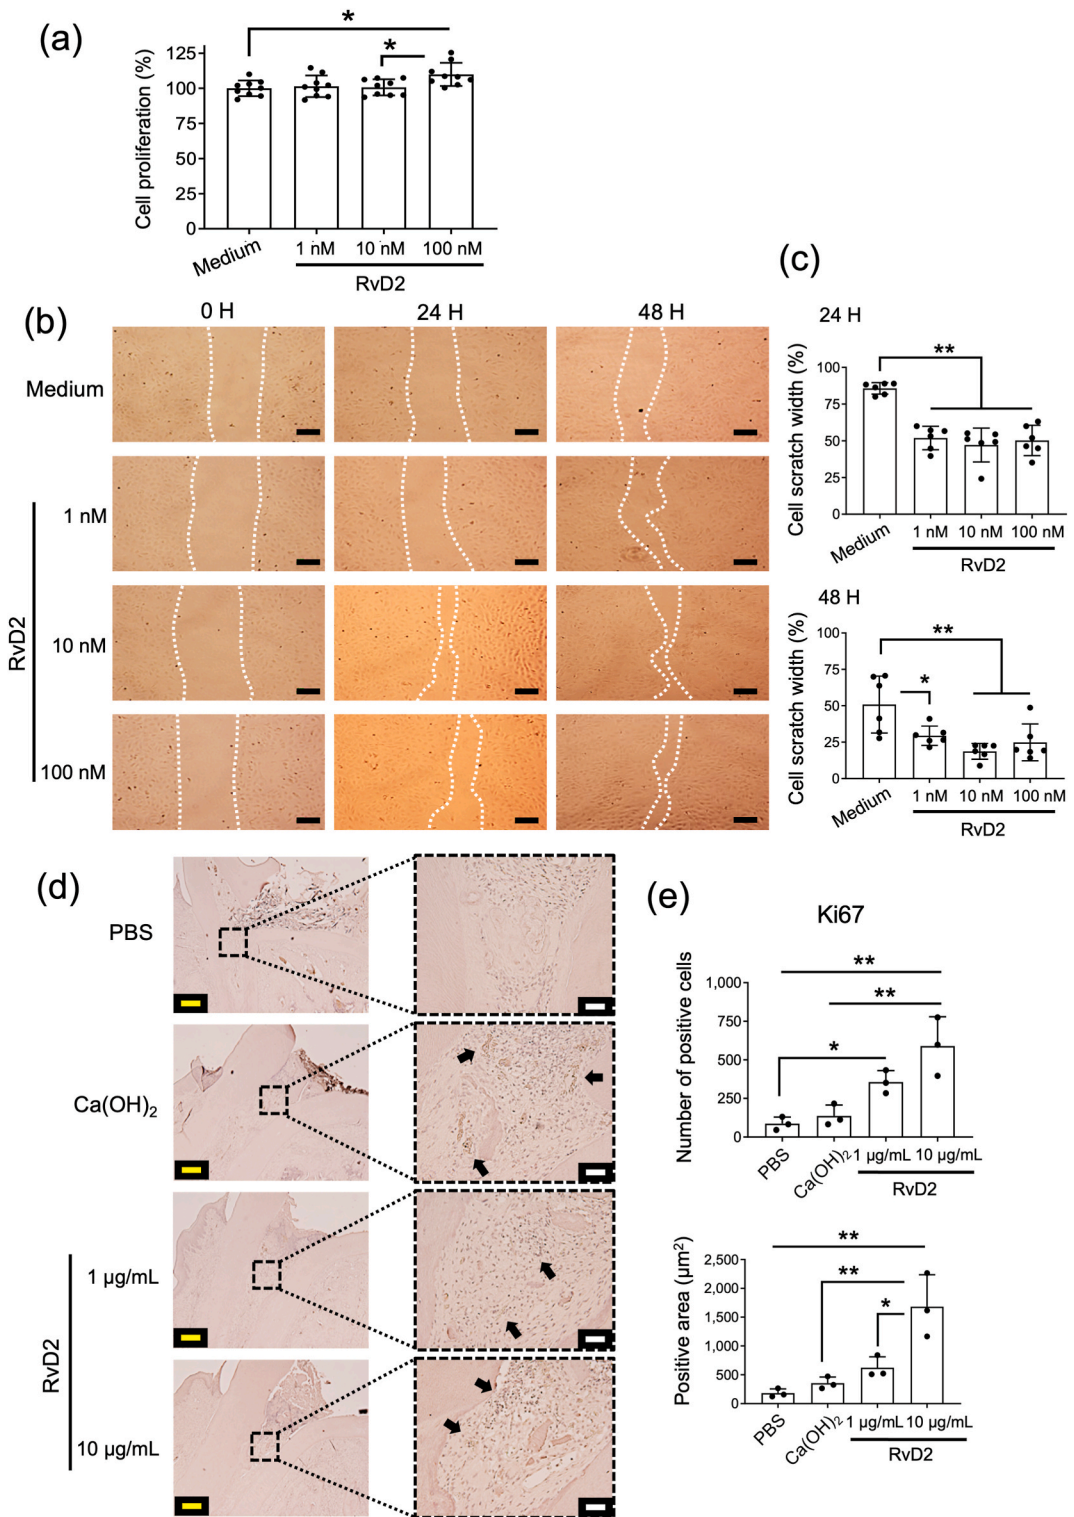 (a)
Cell proliferation (%)
125
100
75
50
25
0
*
*
Medium
1 nM
10 nM
100 nM
RvD2
(b)
0 H
24 H
48 H
Medium
1 nM
10 nM
100 nM
RvD2
(c)
24 H
Cell scratch width (%)
100
75
50
25
0
**
Medium
1 nM
10 nM
100 nM
RvD2
48 H
Cell scratch width (%)
100
75
50
25
0
**
*
Medium
1 nM
10 nM
100 nM
RvD2
(d)
PBS
Ca(OH)2
1 µg/mL
10 µg/mL
RvD2
(e)
Ki67
Number of positive cells
1,000
750
500
250
0
**
**
*
PBS
Ca(OH)2
1 µg/mL
10 µg/mL
RvD2
Positive area (µm2)
2,500
2,000
1,500
1,000
500
0
**
**
*
PBS
Ca(OH)2
1 µg/mL
10 µg/mL
RvD2